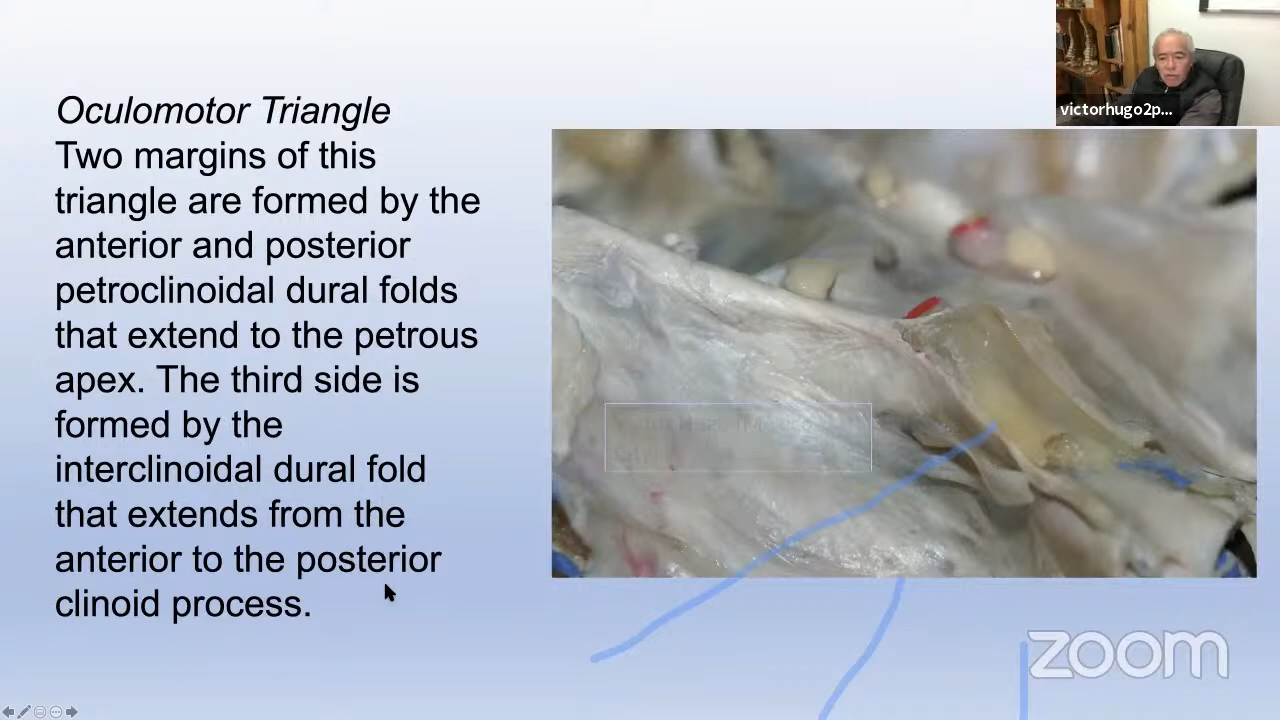 victorhugo2p...
Oculomotor Triangle
Two margins of this
triangle are formed by the
anterior and posterior
petroclinoidal dural folds
that extend to the petrous
apex. The third side is
formed by the
interclinoidal dural fold
that extends from the
anterior to the posterior
clinoid process.
zoom